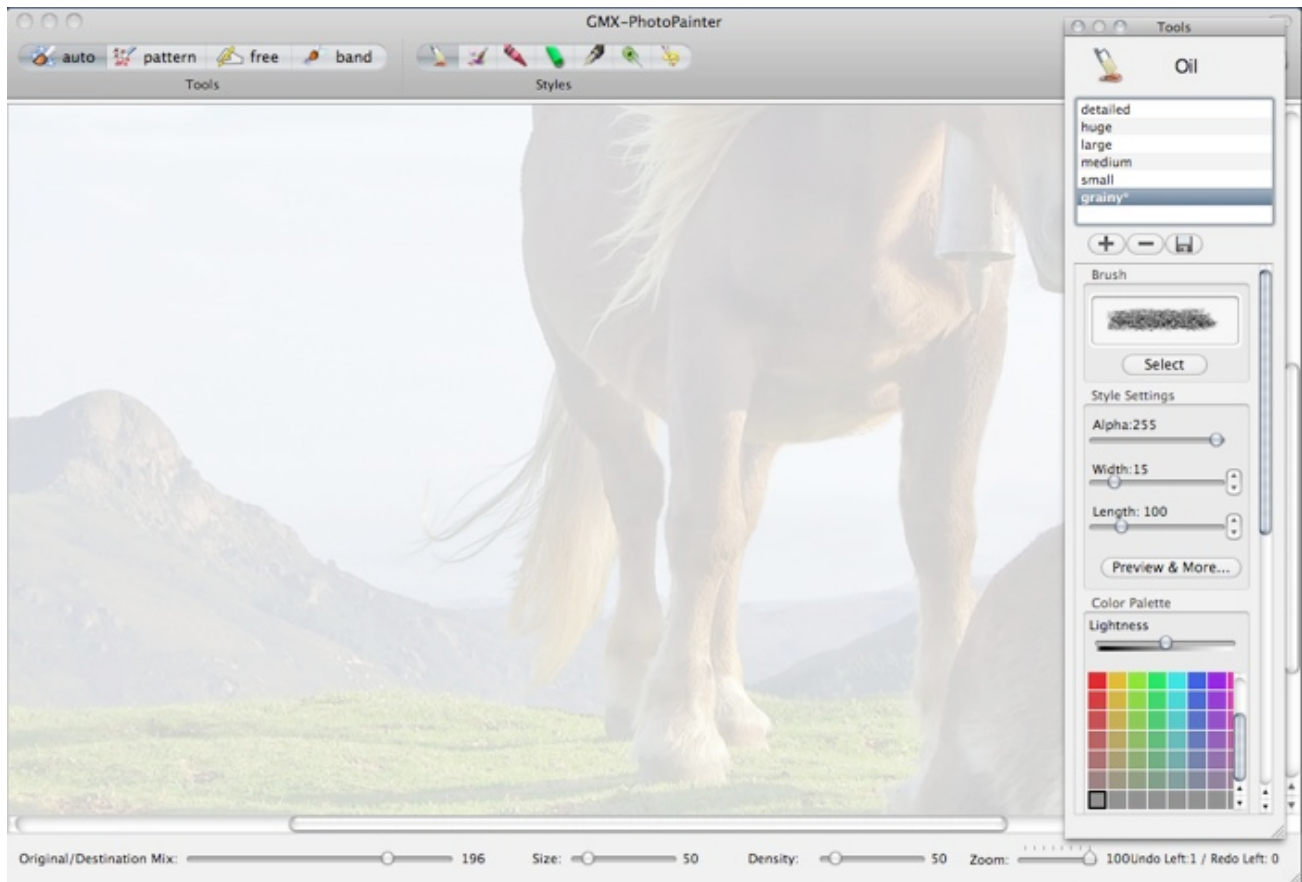 GMX-PhotoPainter
auto pattern free band
Tools
Styles
Tools
Oil
detailed
huge
large
medium
small
grainy*
Brush
Select
Style Settings
Alpha:255
Width:15
Length: 100
Preview & More...
Color Palette
Lightness
Original/Destination Mix: 196 Size: 50 Density: 50 Zoom: 100Undo Left:1 / Redo Left: 0